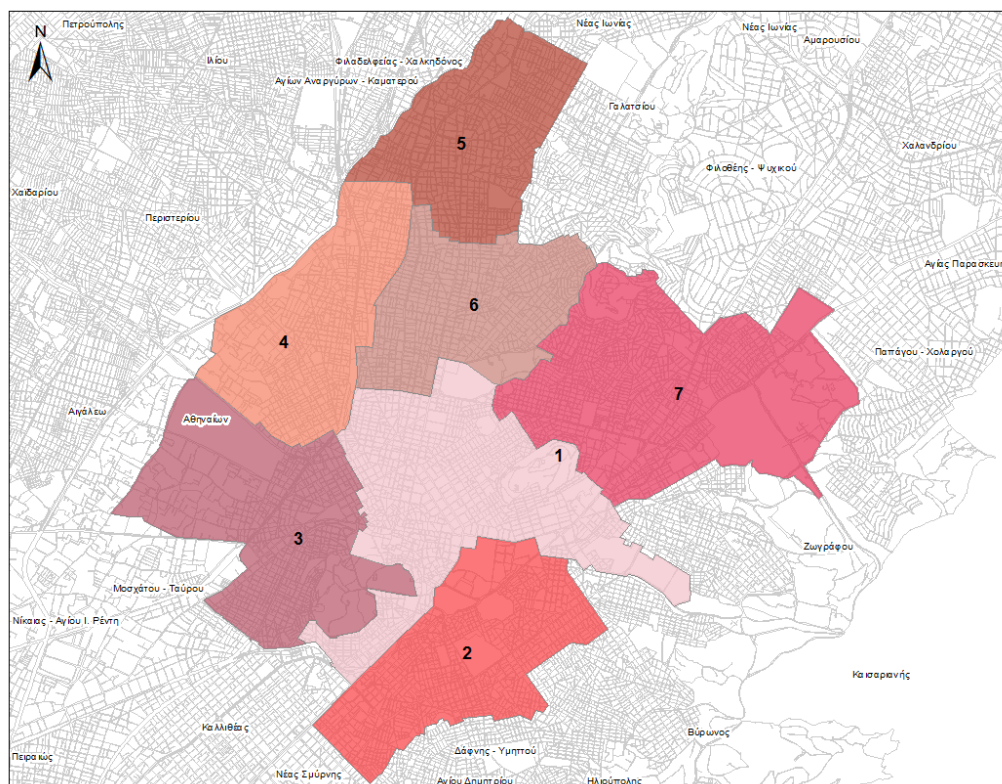 Πετρούπολης
Νέας Ιωνίας
Νέας Ιωνίας
N
Αμαρουσίου
Ιλίου
Φιλαδελφείας - Χαλκηδόνος
Αγίων Αναργύρων - Καματερού
Γαλατσίου
5
Χαλανδρίου
Φιλοθέης - Ψυχικού
Χαϊδαρίου
Περιστερίου
Αγίας Παρασκευή
6
4
Παπάγου - Χολαργού
7
Αιγάλεω
Αθηναίων
1
3
Ζωγράφου
Μοσχάτου - Ταύρου
Νίκαιας - Αγίου Ι. Ρέντη
2
Καισαριανής
Καλλιθέας
Βύρωνος
Πειραιώς
Δάφνης - Υμηττού
Νέας Σμύρνης
Αγίου Δημητρίου
Ηλιούπολης